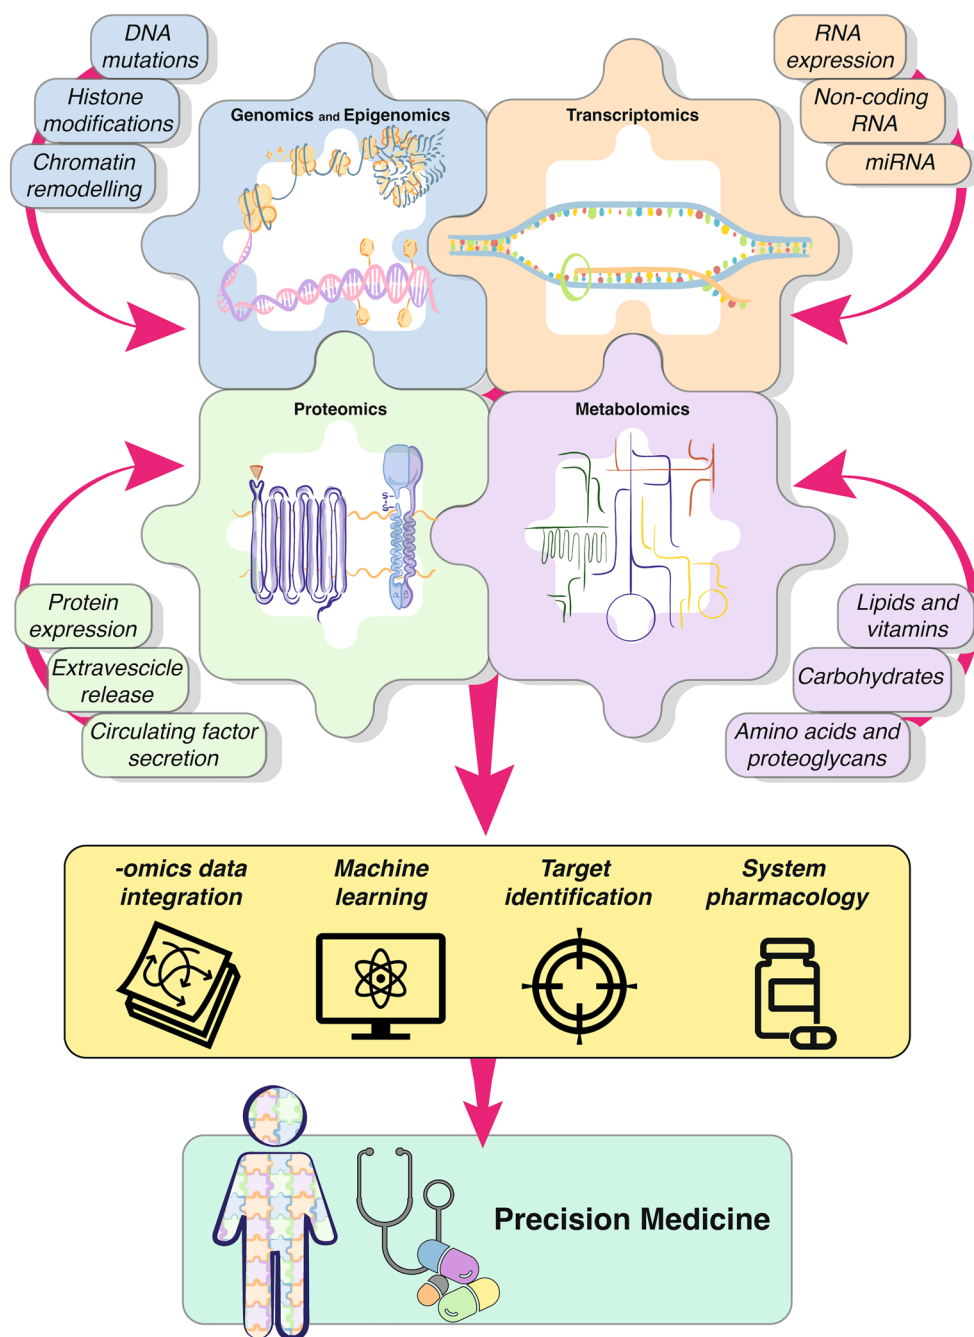 DNA
mutations
Histone
modifications
Chromatin
remodelling
Genomics and Epigenomics
Transcriptomics
RNA
expression
Non-coding
RNA
miRNA
Proteomics
S
S
α
β
Metabolomics
Protein
expression
Extravescicle
release
Circulating factor
secretion
Lipids and
vitamins
Carbohydrates
Amino acids and
proteoglycans
-omics data
integration
Machine
learning
Target
identification
System
pharmacology
Precision Medicine